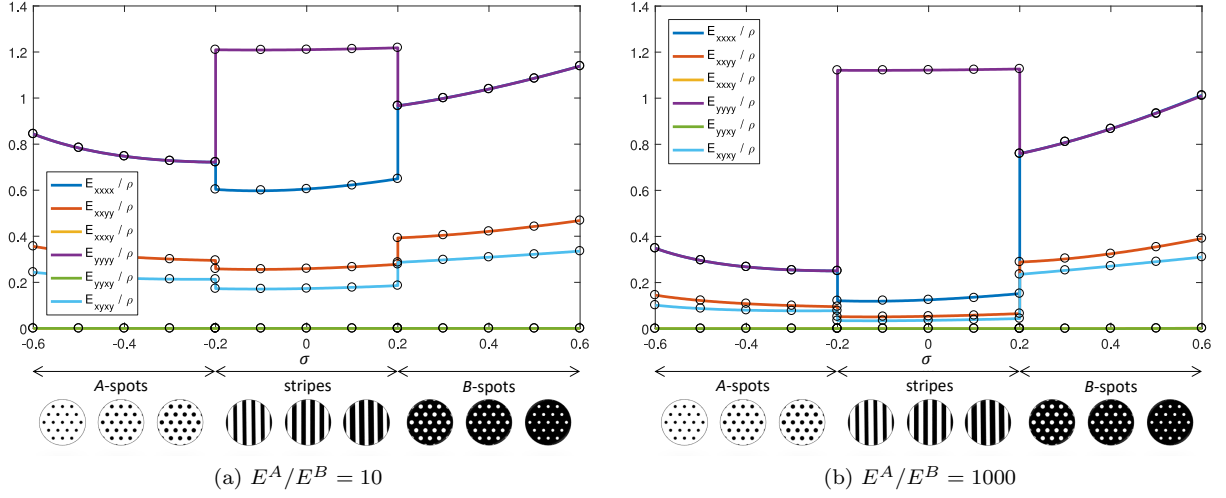 1.4
1.2
1
0.8
0.6
0.4
0.2
0
E_xxxx / ρ
E_xxyy / ρ
E_xxxy / ρ
E_yyyy / ρ
E_yyxy / ρ
E_xyxy / ρ
-0.6 -0.4 -0.2 0 0.2 0.4 0.6
σ
A-spots stripes B-spots
(a) E^A/E^B = 10
1.4
1.2
1
0.8
0.6
0.4
0.2
0
E_xxxx / ρ
E_xxyy / ρ
E_xxxy / ρ
E_yyyy / ρ
E_yyxy / ρ
E_xyxy / ρ
-0.6 -0.4 -0.2 0 0.2 0.4 0.6
σ
A-spots stripes B-spots
(b) E^A/E^B = 1000